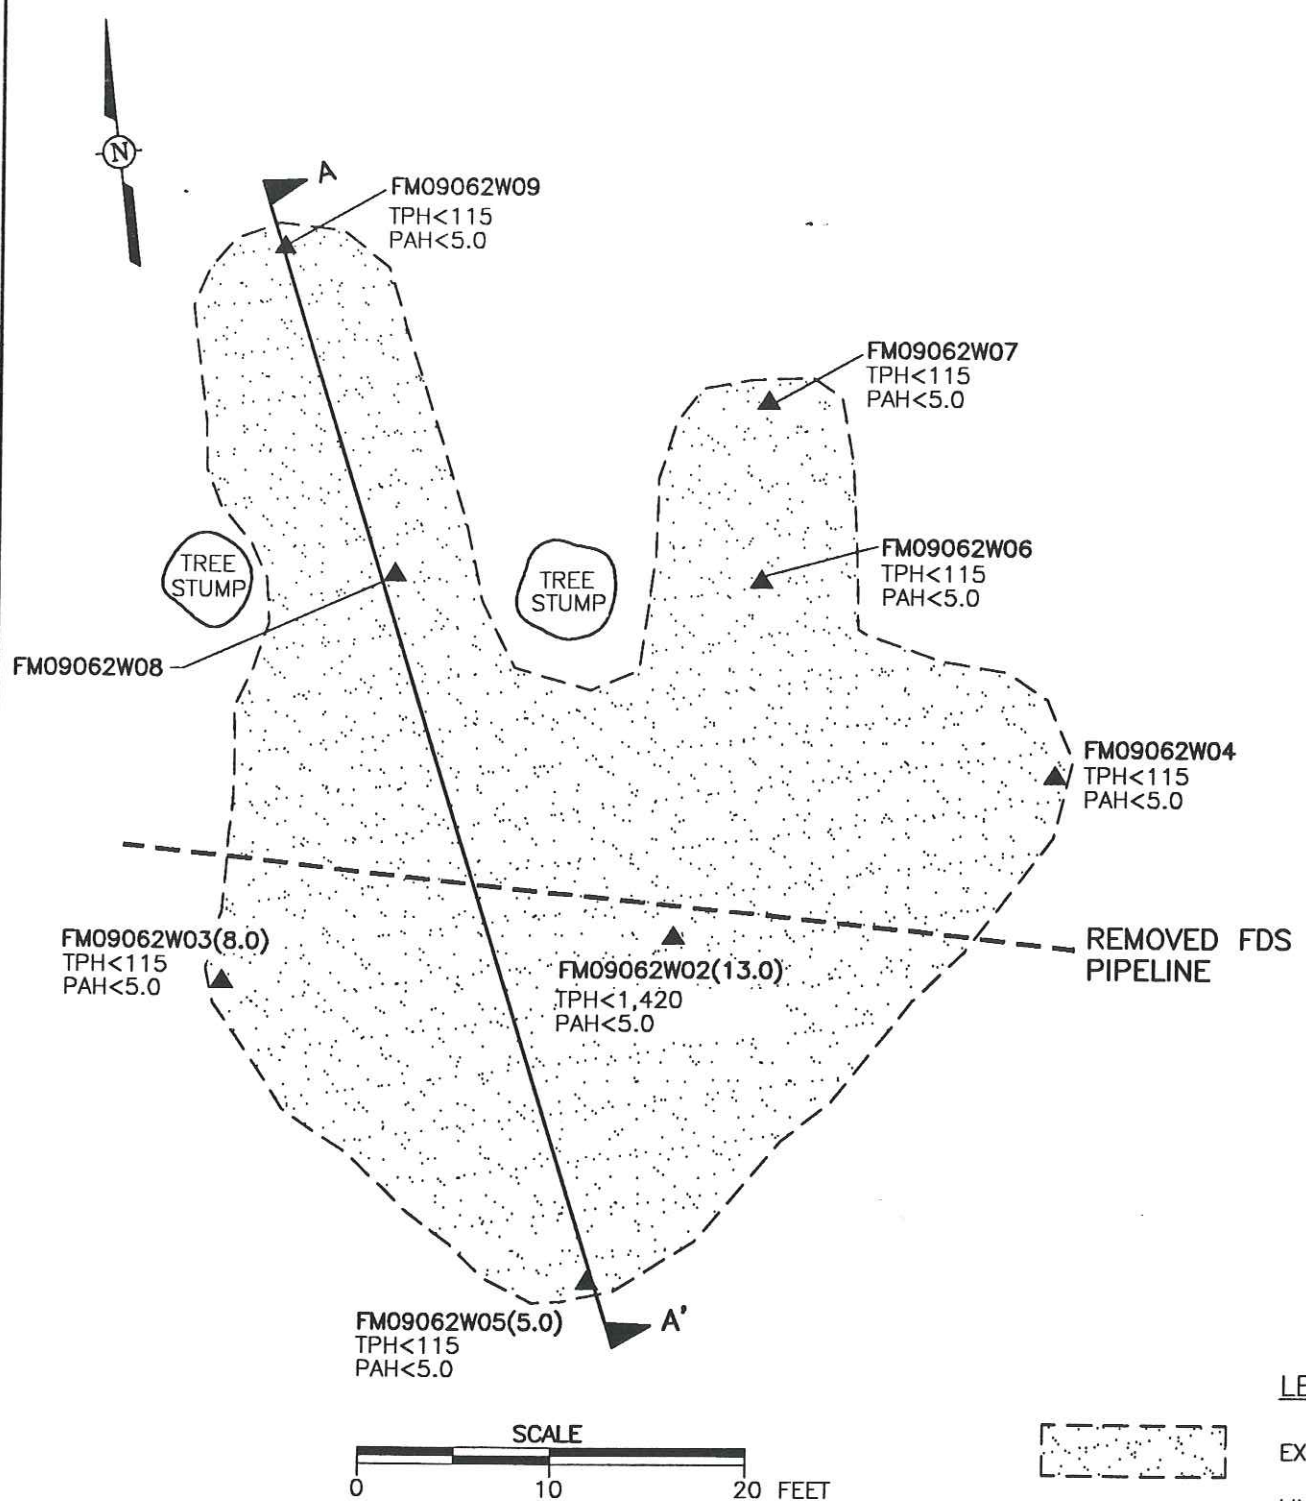 N
A
FM09062W09
TPH<115
PAH<5.0
FM09062W07
TPH<115
PAH<5.0
FM09062W06
TPH<115
PAH<5.0
TREE
STUMP
TREE
STUMP
FM09062W08
FM09062W04
TPH<115
PAH<5.0
FM09062W03(8.0)
TPH<115
PAH<5.0
FM09062W02(13.0)
TPH<1,420
PAH<5.0
REMOVED FDS
PIPELINE
FM09062W05(5.0)
TPH<115
PAH<5.0
A'
SCALE
0 10 20 FEET
LE
EX